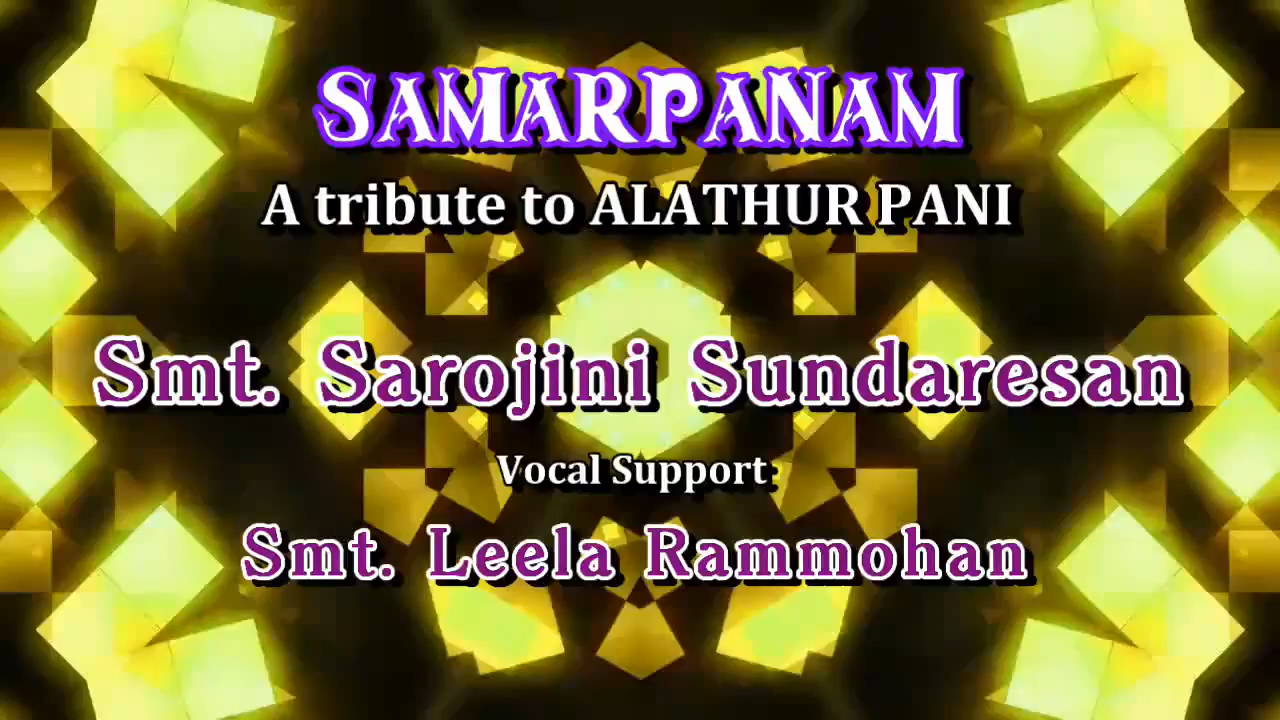 SAMARPANAM
A tribute to ALATHUR PANI
Smt. Sarojini Sundaresan
Vocal Support
Smt. Leela Rammohan